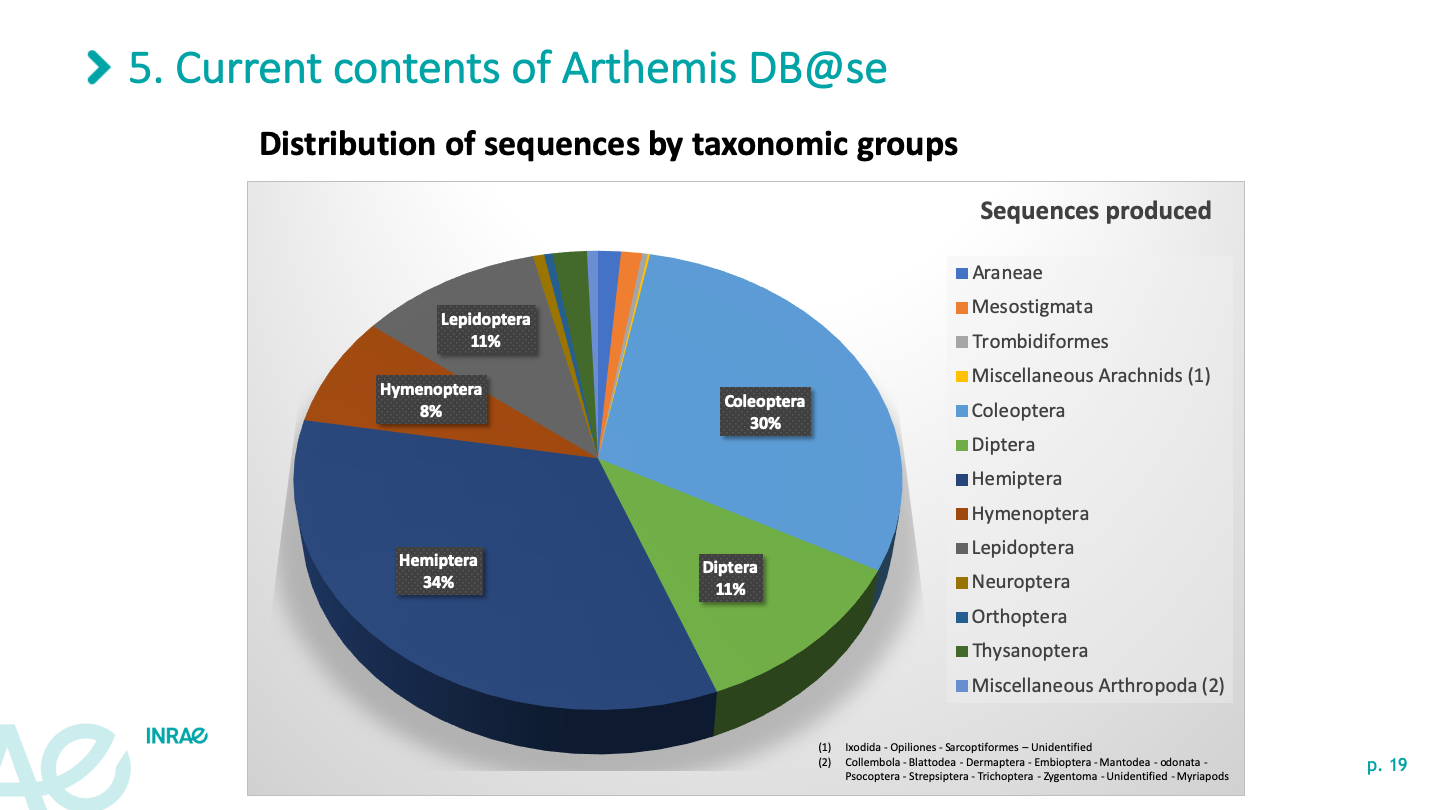 5. Current contents of Arthemis DB@se
Distribution of sequences by taxonomic groups
Sequences produced
Araneae
Mesostigmata
Trombidiformes
Miscellaneous Arachnids (1)
Coleoptera
Diptera
Hemiptera
Hymenoptera
Lepidoptera
Neuroptera
Orthoptera
Thysanoptera
Miscellaneous Arthropoda (2)
Lepidoptera
11%
Hymenoptera
8%
Coleoptera
30%
Hemiptera
34%
Diptera
11%
(1) Ixodida - Opiliones - Sarcoptiformes – Unidentified
(2) Collembola - Blattodea - Dermaptera - Embioptera - Mantodea - odonata -
Psocoptera - Strepsiptera - Trichoptera - Zygentoma - Unidentified - Myriapods
INRAE
p. 19